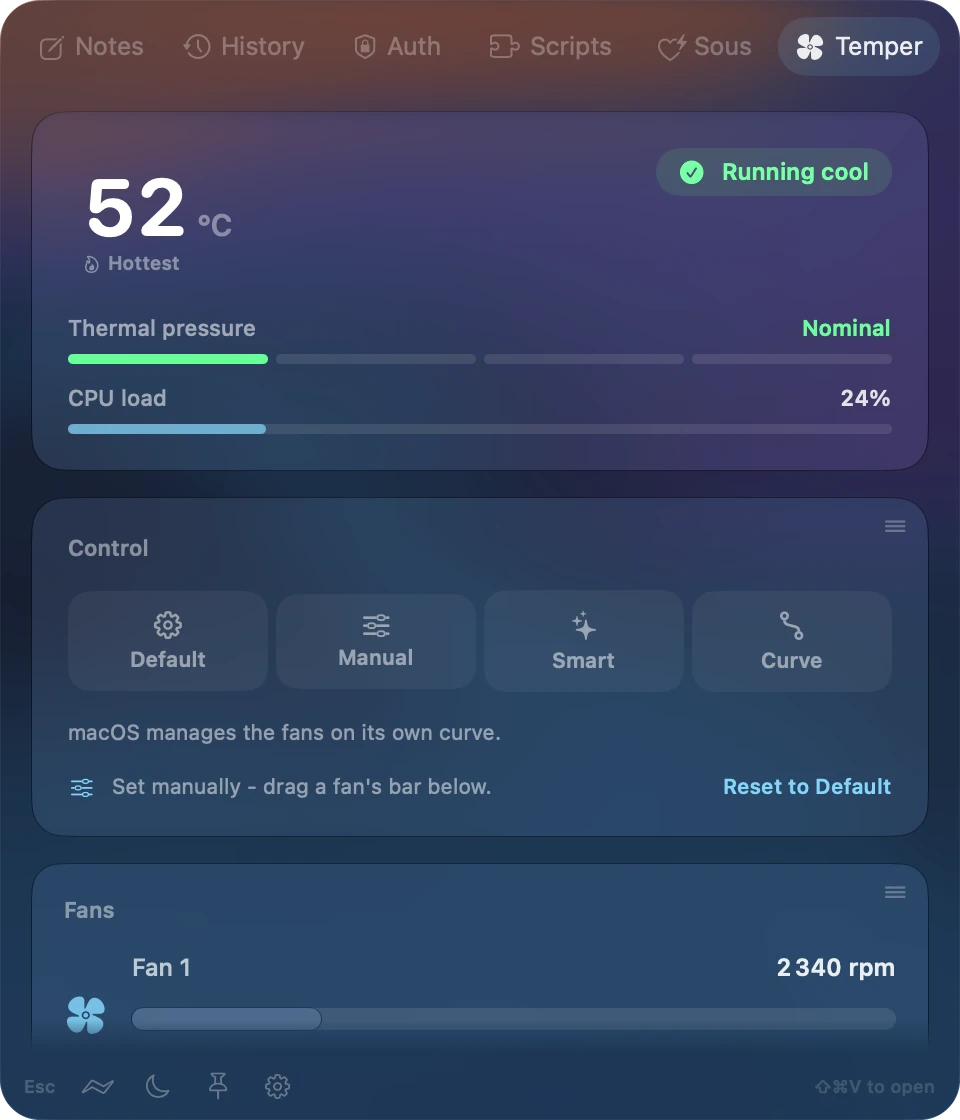 Notes History Auth Scripts Sous Temper
Running cool
52 °C
Hottest
Thermal pressure Nominal
CPU load 24%
Control
Default Manual Smart Curve
macOS manages the fans on its own curve.
Set manually - drag a fan's bar below. Reset to Default
Fans
Fan 1 2 340 rpm
Esc ⇧⌘V to open